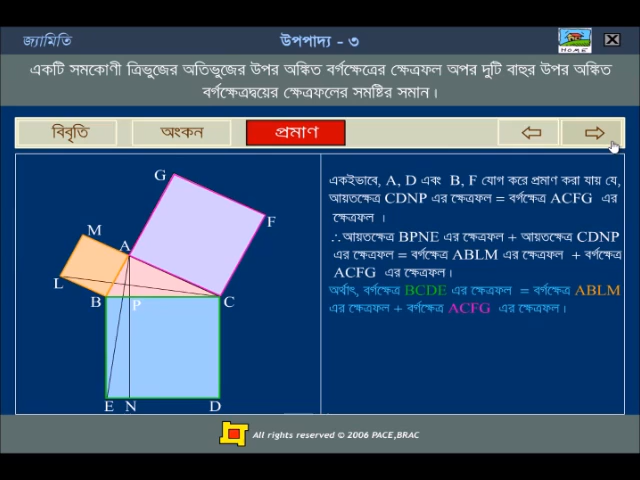 জ্যামিতি
উপপাদ্য - ৩
HOME
একটি সমকোণী ত্রিভুজের অতিভুজের উপর অঙ্কিত বর্গক্ষেত্রের ক্ষেত্রফল অপর দুটি বাহুর উপর অঙ্কিত
বর্গক্ষেত্রদ্বয়ের ক্ষেত্রফলের সমষ্টির সমান।
বিবৃতি
অংকন
প্রমাণ
G
F
M
A
L
B
P
C
E N D
একইভাবে, A, D এবং B, F যোগ করে প্রমাণ করা যায় যে,
আয়তক্ষেত্র CDNP এর ক্ষেত্রফল = বর্গক্ষেত্র ACFG এর
ক্ষেত্রফল ।
∴আয়তক্ষেত্র BPNE এর ক্ষেত্রফল + আয়তক্ষেত্র CDNP
এর ক্ষেত্রফল = বর্গক্ষেত্র ABLM এর ক্ষেত্রফল + বর্গক্ষেত্র
ACFG এর ক্ষেত্রফল।
অর্থাৎ, বর্গক্ষেত্র BCDE এর ক্ষেত্রফল = বর্গক্ষেত্র ABLM
এর ক্ষেত্রফল + বর্গক্ষেত্র ACFG এর ক্ষেত্রফল।
All rights reserved © 2006 PACE,BRAC